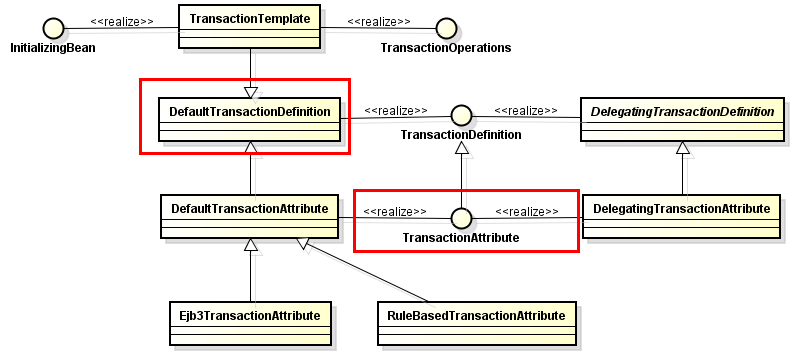 <<realize>>
TransactionTemplate
<<realize>>
InitializingBean
TransactionOperations
DefaultTransactionDefinition
<<realize>>
<<realize>>
DelegatingTransactionDefinition
TransactionDefinition
DefaultTransactionAttribute
<<realize>>
<<realize>>
DelegatingTransactionAttribute
TransactionAttribute
Ejb3TransactionAttribute
RuleBasedTransactionAttribute